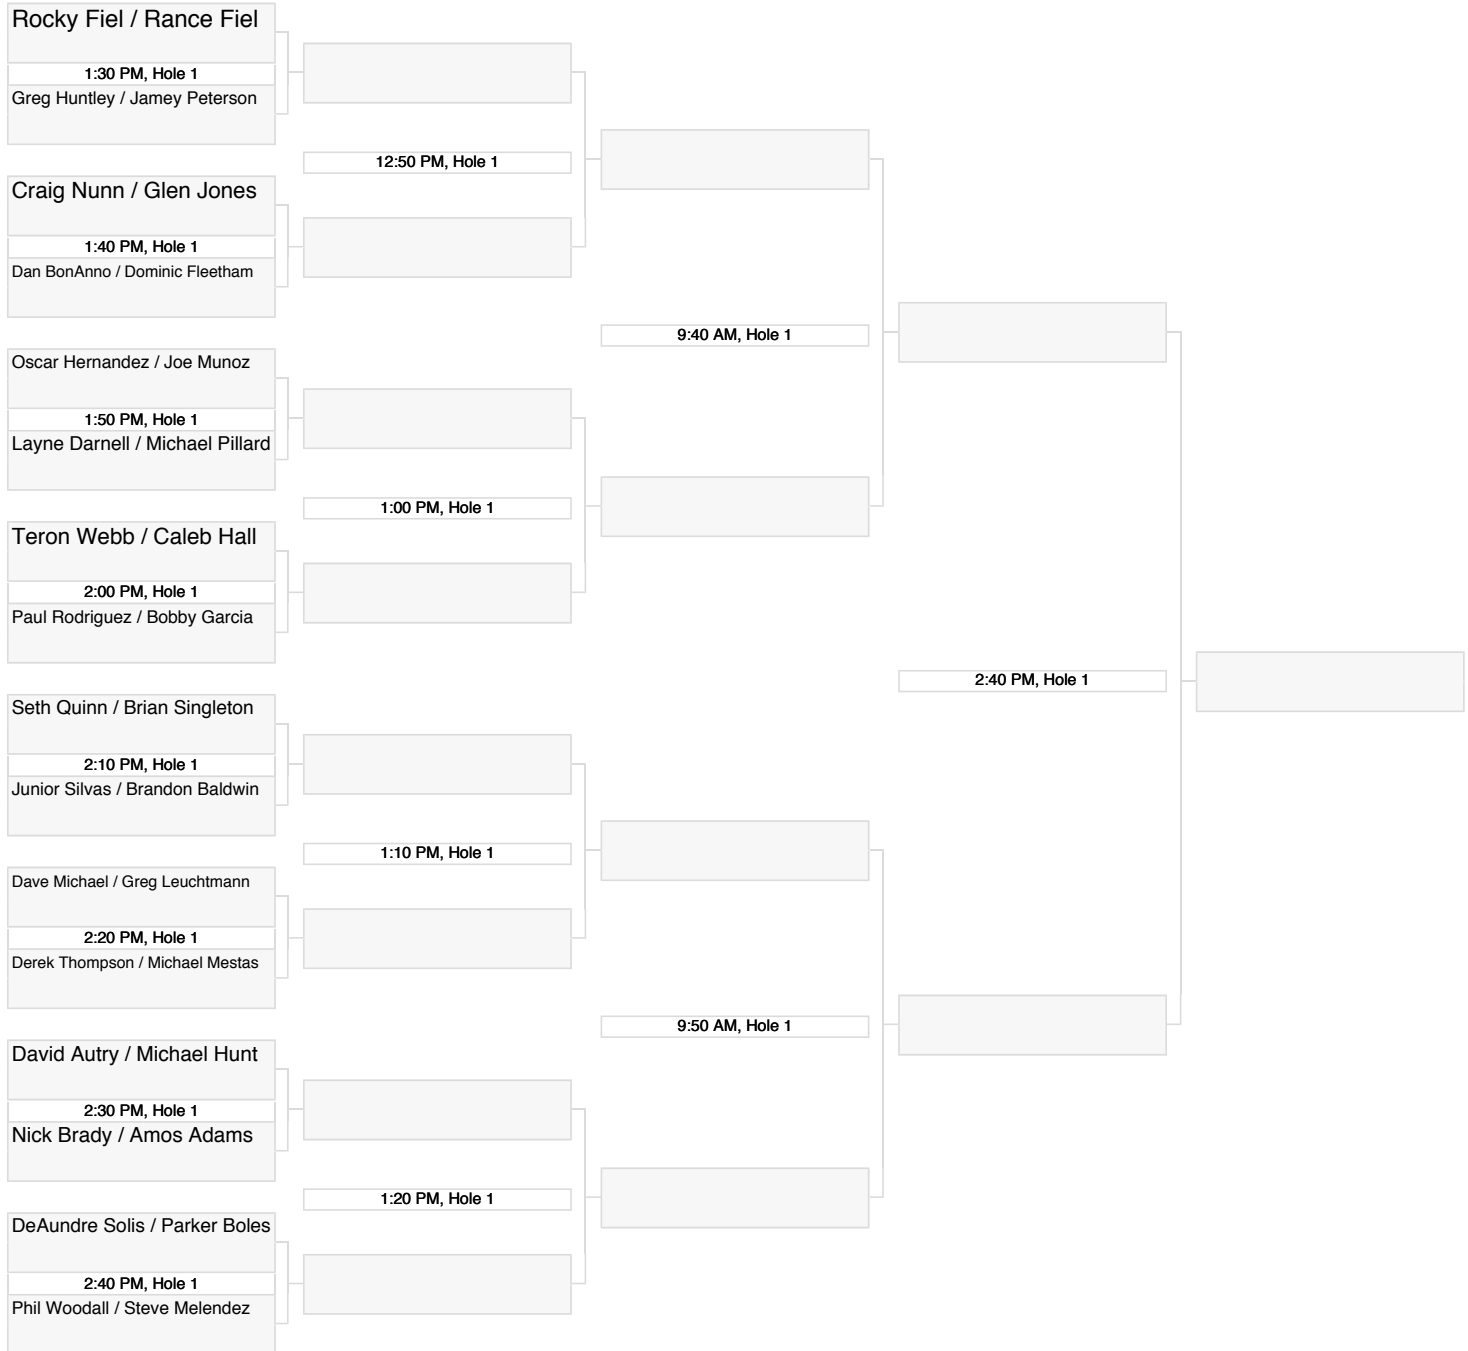 Rocky Fiel / Rance Fiel
1:30 PM, Hole 1
Greg Huntley / Jamey Peterson
12:50 PM, Hole 1
Craig Nunn / Glen Jones
1:40 PM, Hole 1
Dan BonAnno / Dominic Fleetham
9:40 AM, Hole 1
Oscar Hernandez / Joe Munoz
1:50 PM, Hole 1
Layne Darnell / Michael Pillard
1:00 PM, Hole 1
Teron Webb / Caleb Hall
2:00 PM, Hole 1
Paul Rodriguez / Bobby Garcia
2:40 PM, Hole 1
Seth Quinn / Brian Singleton
2:10 PM, Hole 1
Junior Silvas / Brandon Baldwin
1:10 PM, Hole 1
Dave Michael / Greg Leuchtmann
2:20 PM, Hole 1
Derek Thompson / Michael Mestas
9:50 AM, Hole 1
David Autry / Michael Hunt
2:30 PM, Hole 1
Nick Brady / Amos Adams
1:20 PM, Hole 1
DeAundre Solis / Parker Boles
2:40 PM, Hole 1
Phil Woodall / Steve Melendez